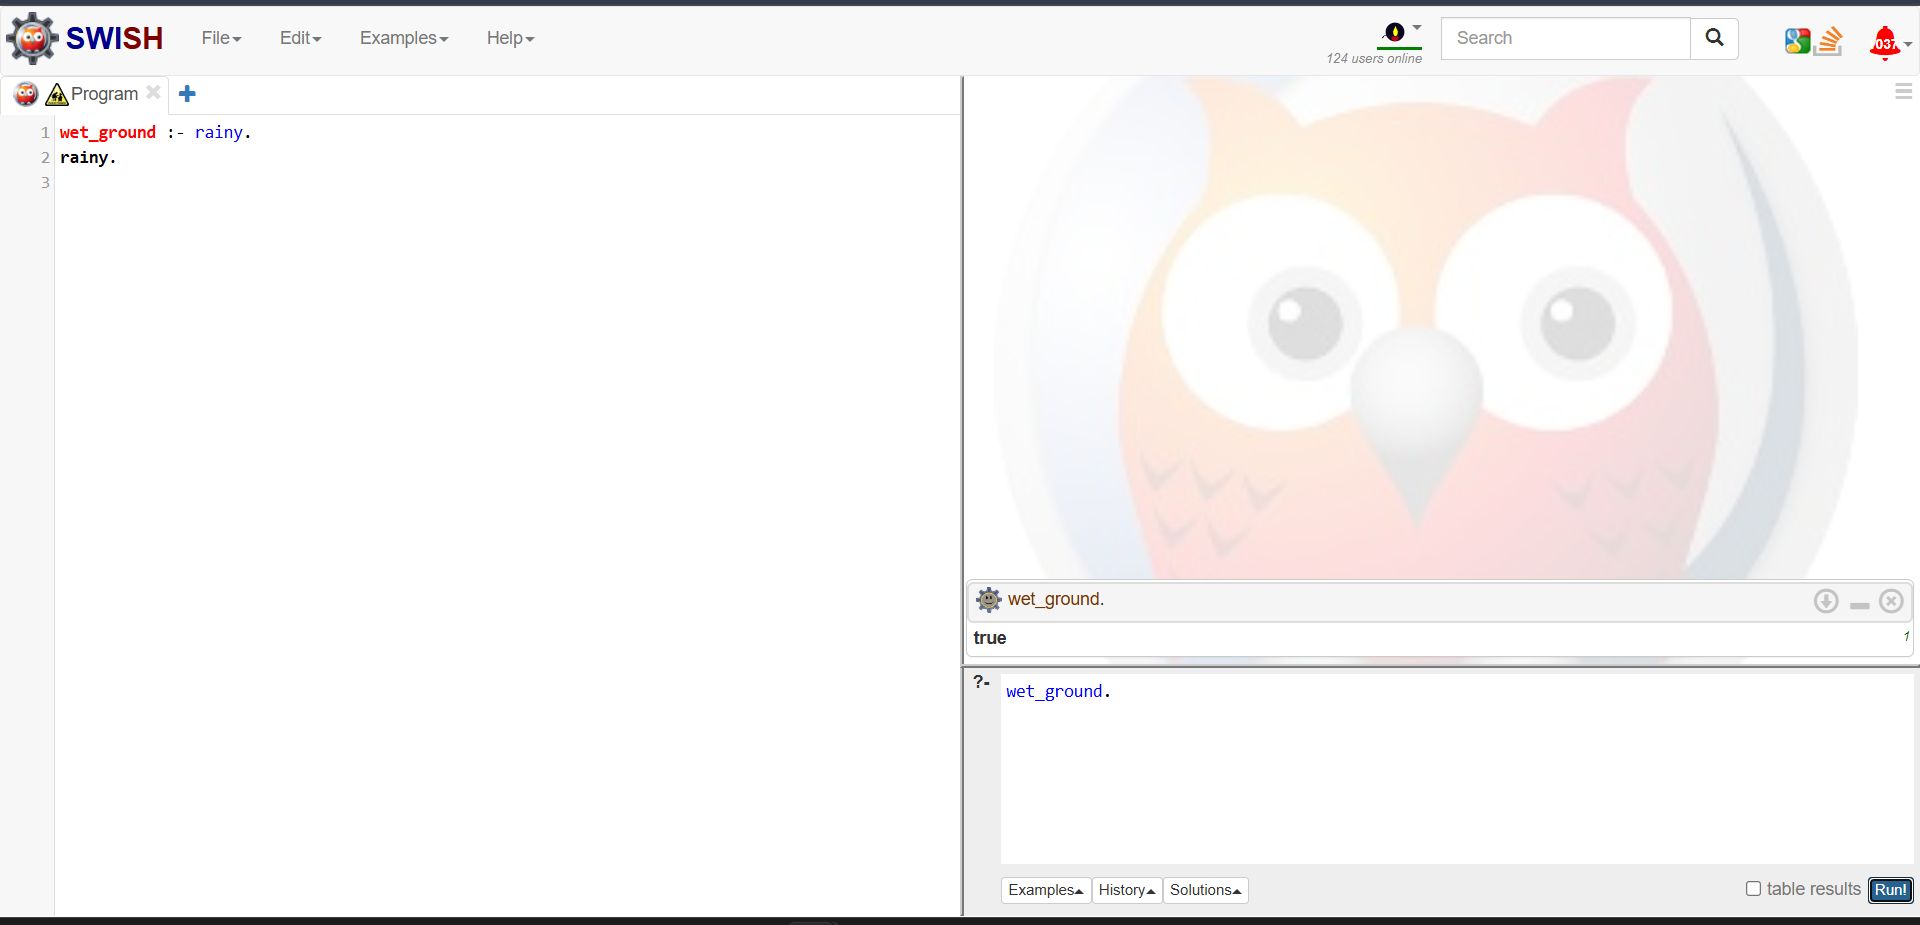 SWISH File Edit Examples Help
124 users online
Search
Program
1 wet_ground :- rainy.
2 rainy.
3
wet_ground.
true 1
?- wet_ground.
Examples History Solutions
table results Run!